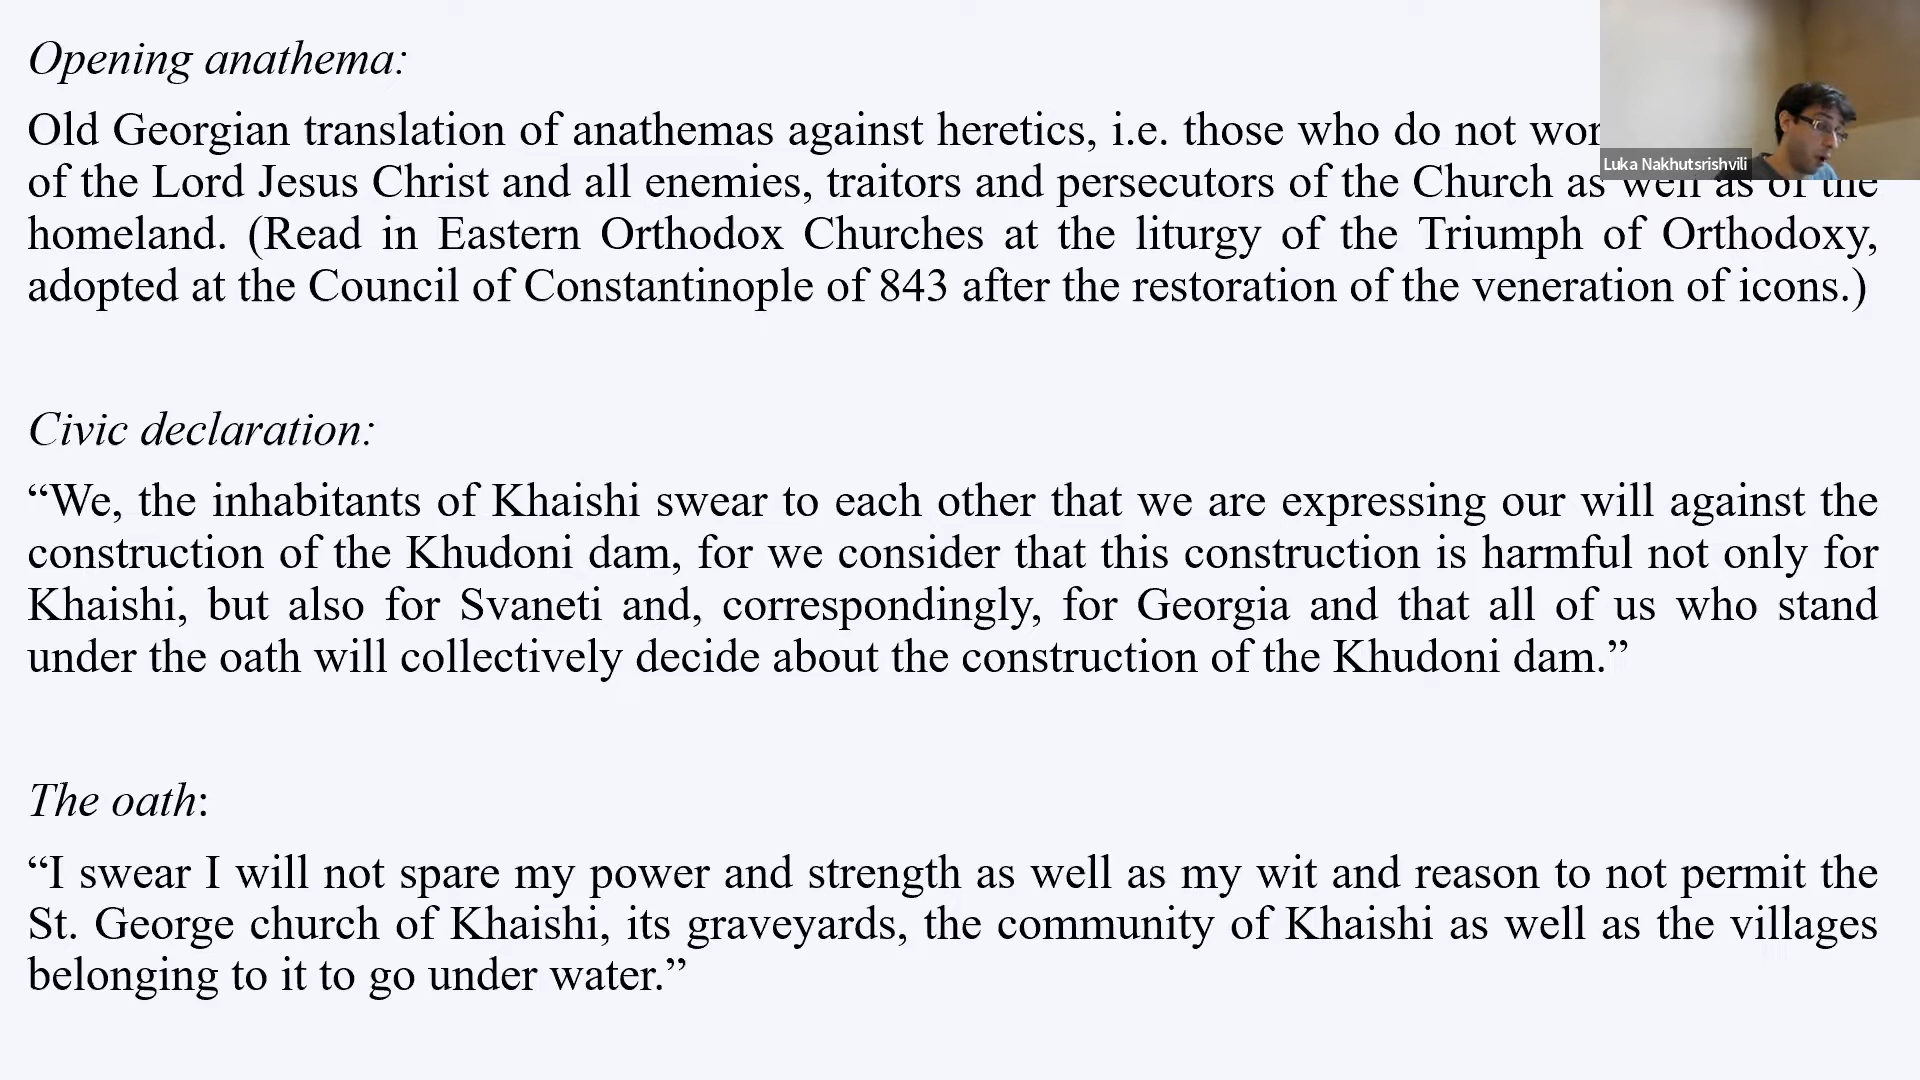 Opening anathema:
Old Georgian translation of anathemas against heretics, i.e. those who do not
of the Lord Jesus Christ and all enemies, traitors and persecutors of the Church as well as of the
homeland. (Read in Eastern Orthodox Churches at the liturgy of the Triumph of Orthodoxy,
adopted at the Council of Constantinople of 843 after the restoration of the veneration of icons.)
Luka Nakhutsrishvili
Civic declaration:
“We, the inhabitants of Khaishi swear to each other that we are expressing our will against the
construction of the Khudoni dam, for we consider that this construction is harmful not only for
Khaishi, but also for Svaneti and, correspondingly, for Georgia and that all of us who stand
under the oath will collectively decide about the construction of the Khudoni dam.”
The oath:
“I swear I will not spare my power and strength as well as my wit and reason to not permit the
St. George church of Khaishi, its graveyards, the community of Khaishi as well as the villages
belonging to it to go under water.”